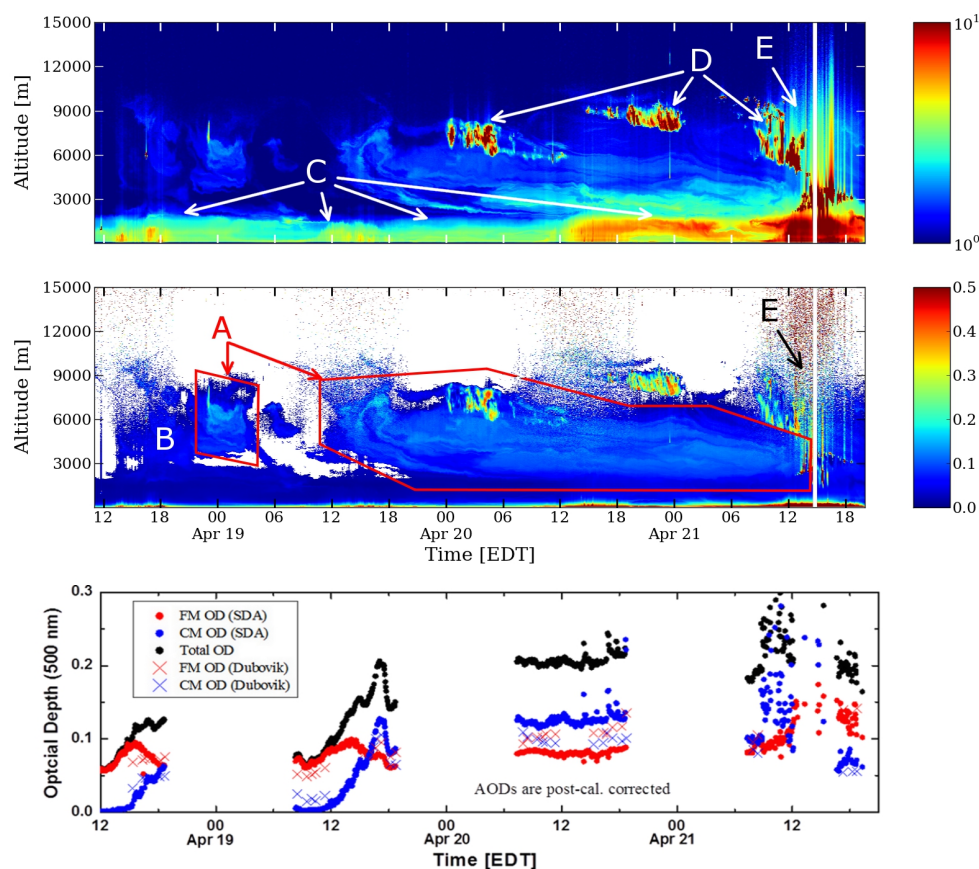 15000
12000
9000
6000
3000
Altitude [m]
C
D
E
10¹
10⁰
15000
12000
9000
6000
3000
Altitude [m]
A
B
E
0.5
0.4
0.3
0.2
0.1
0.0
12 18 00 06 12 18 00 06 12 18 00 06 12 18
Apr 19 Apr 20 Apr 21
Time [EDT]
0.3
0.2
0.1
0.0
Optcial Depth (500 nm)
FM OD (SDA)
CM OD (SDA)
Total OD
FM OD (Dubovik)
CM OD (Dubovik)
AODs are post-cal. corrected
12 00 12 00 12 00 12
Apr 19 Apr 20 Apr 21
Time [EDT]